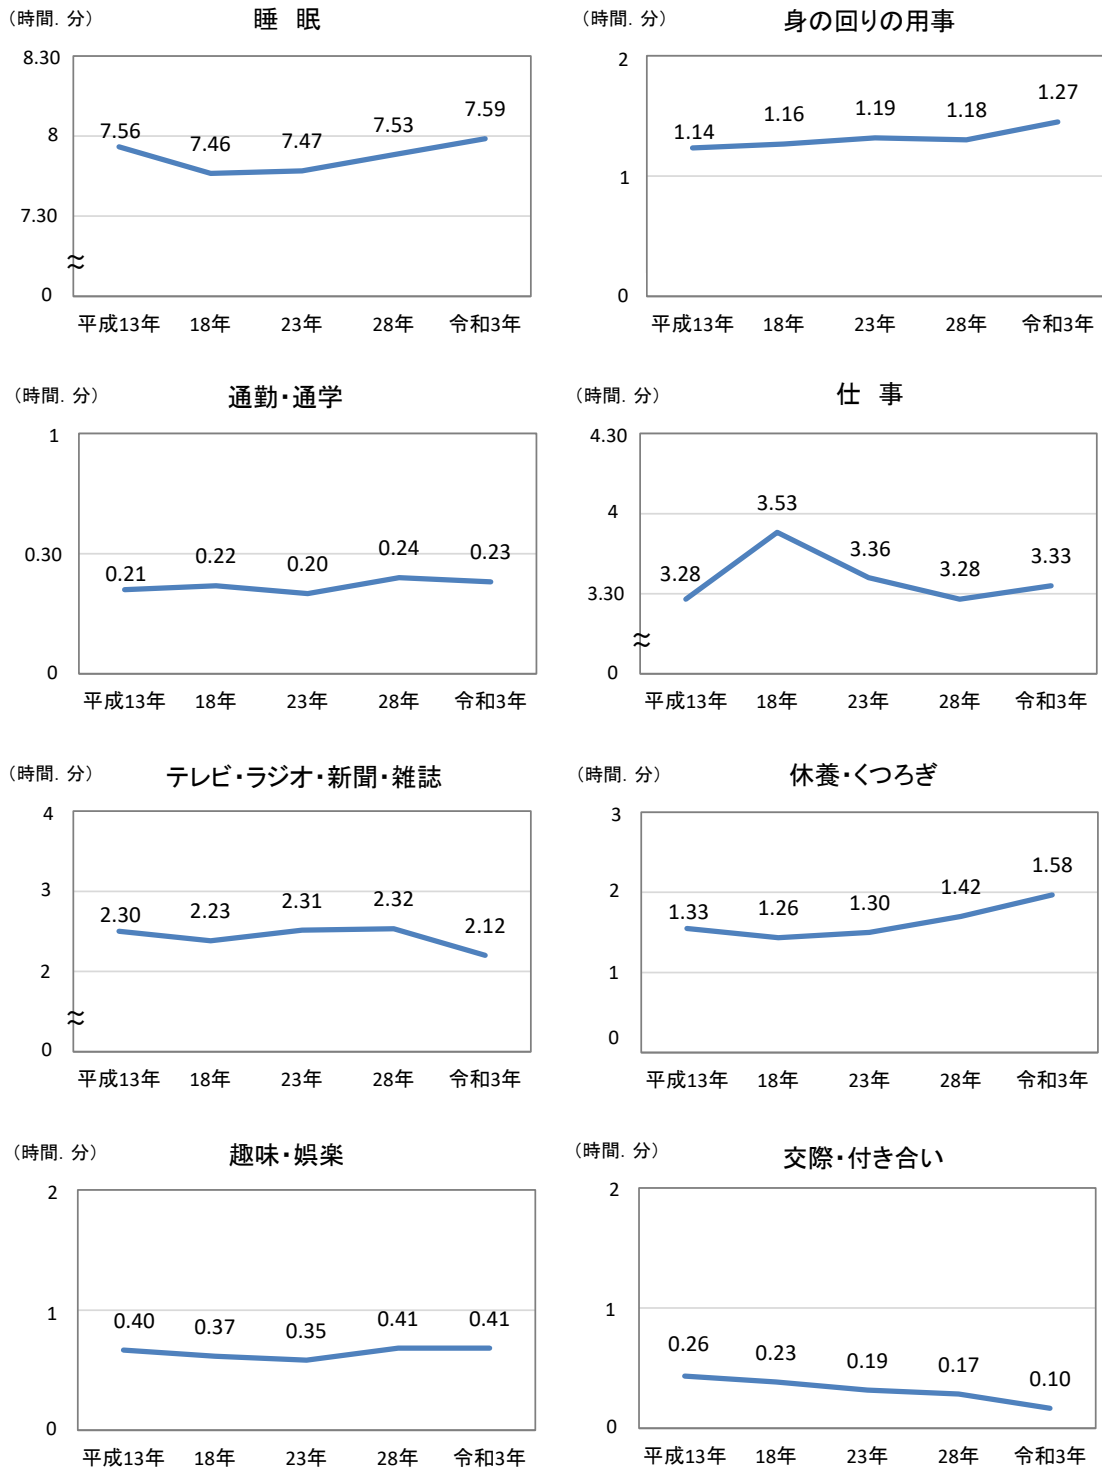 （時間. 分）
睡　眠
8.30
8
7.30
0
7.56
7.46
7.47
7.53
7.59
平成13年 18年 23年 28年 令和3年
（時間. 分）
身の回りの用事
2
1
0
1.14
1.16
1.19
1.18
1.27
平成13年 18年 23年 28年 令和3年
（時間. 分）
通勤・通学
1
0.30
0
0.21
0.22
0.20
0.24
0.23
平成13年 18年 23年 28年 令和3年
（時間. 分）
仕　事
4.30
4
3.30
0
3.28
3.53
3.36
3.28
3.33
平成13年 18年 23年 28年 令和3年
（時間. 分）
テレビ・ラジオ・新聞・雑誌
4
3
2
0
2.30
2.23
2.31
2.32
2.12
平成13年 18年 23年 28年 令和3年
（時間. 分）
休養・くつろぎ
3
2
1
0
1.33
1.26
1.30
1.42
1.58
平成13年 18年 23年 28年 令和3年
（時間. 分）
趣味・娯楽
2
1
0
0.40
0.37
0.35
0.41
0.41
平成13年 18年 23年 28年 令和3年
（時間. 分）
交際・付き合い
2
1
0
0.26
0.23
0.19
0.17
0.10
平成13年 18年 23年 28年 令和3年